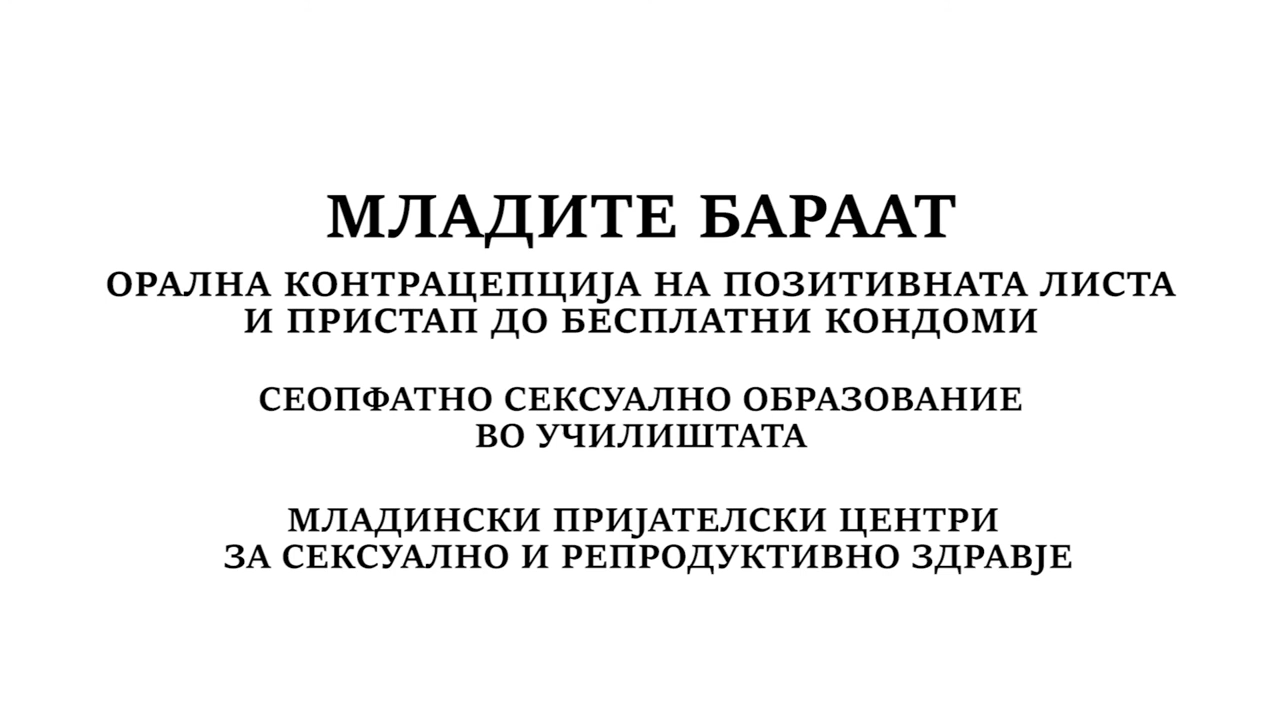 МЛАДИТЕ БАРААТ
ОРАЛНА КОНТРАЦЕПЦИЈА НА ПОЗИТИВНАТА ЛИСТА
И ПРИСТАП ДО БЕСПЛАТНИ КОНДОМИ
СЕОПФАТНО СЕКСУАЛНО ОБРАЗОВАНИЕ
ВО УЧИЛИШТАТА
МЛАДИНСКИ ПРИЈАТЕЛСКИ ЦЕНТРИ
ЗА СЕКСУАЛНО И РЕПРОДУКТИВНО ЗДРАВЈЕ